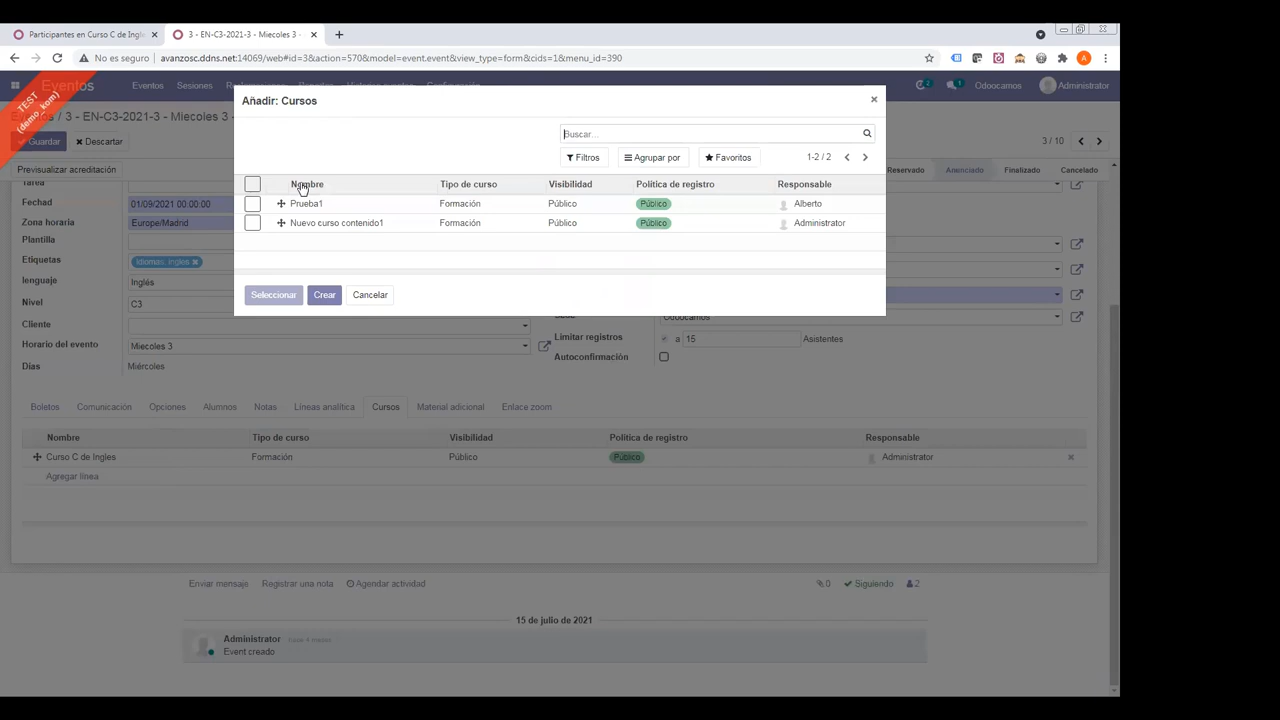 Participantes en Curso C de Ingle
3 - EN-C3-2021-3 - Miecoles 3 -
No es seguro
avanzosc.ddns.net:14069/web#id=3&action=570&model=event.event&view_type=form&cids=1&menu_id=390
A
TEST
(demo_kom)
Eventos
Eventos
Sesiones
2
1
Odoocamos
Administrador
Eventos / 3 - EN-C3-2021-3 - Miecoles 3 -
Guardar
Descartar
3 / 10
Previsualizar acreditación
Reservado
Anunciado
Finalizado
Cancelado
Añadir: Cursos
Buscar...
Filtros
Agrupar por
Favoritos
1-2 / 2
Nombre
Tipo de curso
Visibilidad
Política de registro
Responsable
Prueba1
Formación
Público
Público
Alberto
Nuevo curso contenido1
Formación
Público
Público
Administrator
Seleccionar
Crear
Cancelar
Tarea
Fechad
01/09/2021 00:00:00
Zona horaria
Europe/Madrid
Plantilla
Etiquetas
Idiomas: Ingles
lenguaje
Inglés
Nivel
C3
Cliente
Horario del evento
Miecoles 3
Días
Miércoles
Odoocamos
Limitar registros
a
15
Asistentes
Autoconfirmación
Boletos
Comunicación
Opciones
Alumnos
Notas
Líneas analítica
Cursos
Material adicional
Enlace zoom
Nombre
Tipo de curso
Visibilidad
Política de registro
Responsable
Curso C de Ingles
Formación
Público
Público
Administrator
Agregar línea
Enviar mensaje
Registrar una nota
Agendar actividad
0
Siguiendo
2
15 de julio de 2021
Administrator
Event creado